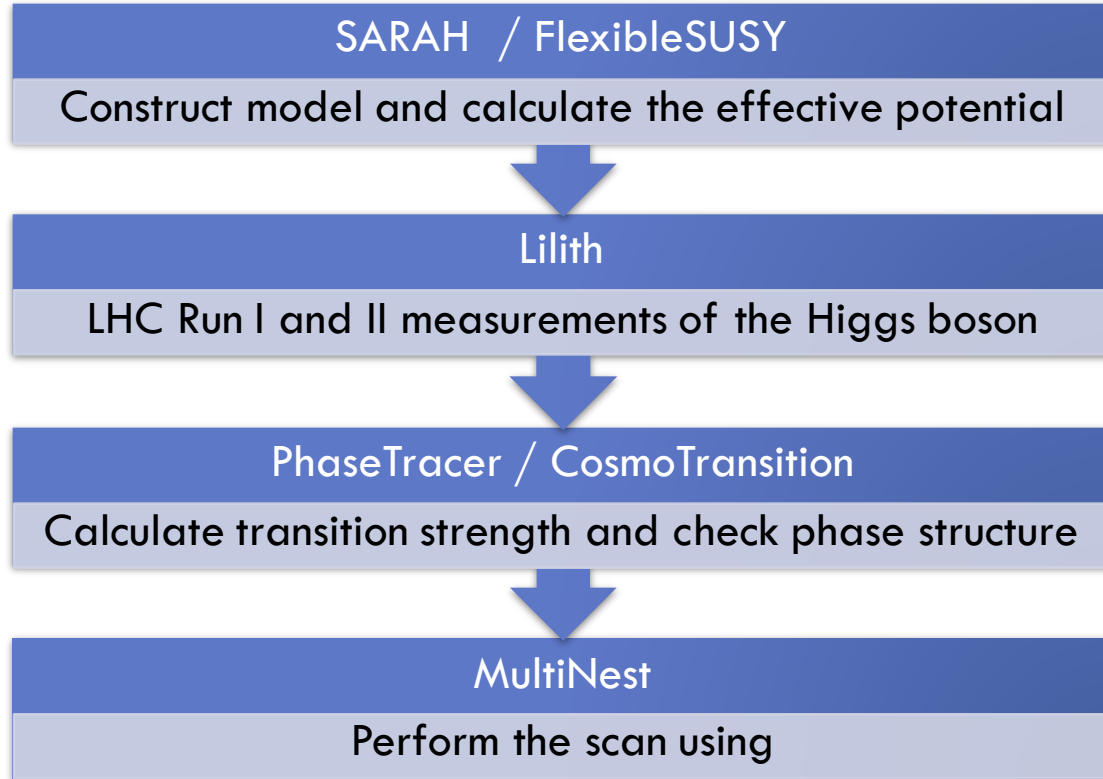 SARAH / FlexibleSUSY
Construct model and calculate the effective potential
Lilith
LHC Run I and II measurements of the Higgs boson
PhaseTracer / CosmoTransition
Calculate transition strength and check phase structure
MultiNest
Perform the scan using